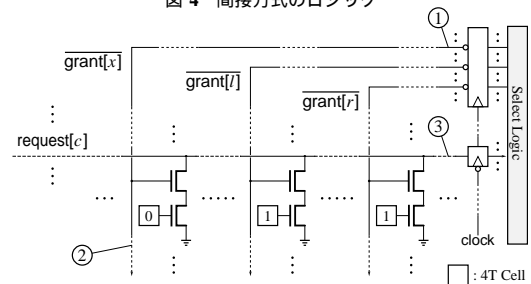 図 4 間接方式のロジック
①
grant[x]
grant[l]
grant[r]
Select Logic
request[c]
③
0
1
1
②
clock
: 4T Cell